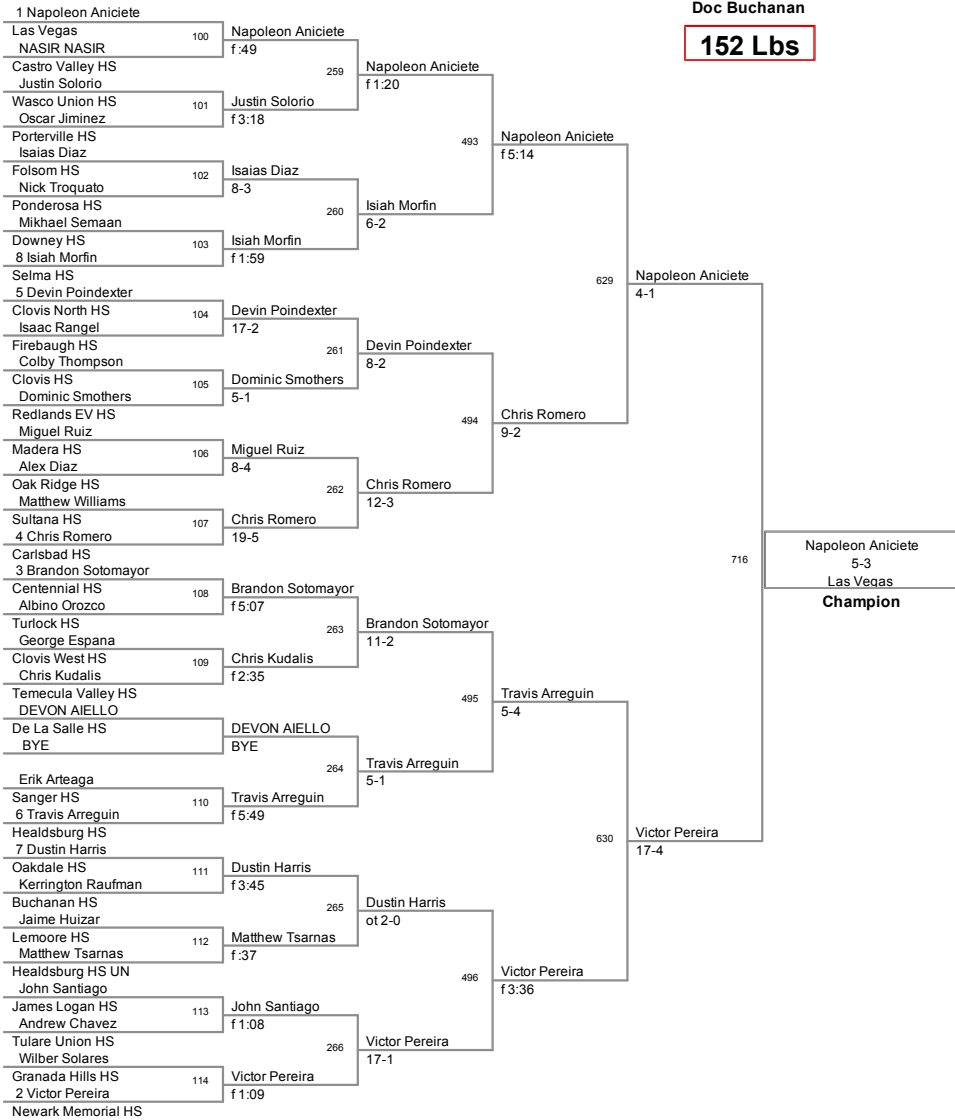 Doc Buchanan
152 Lbs
1 Napoleon Aniciete
Las Vegas
100
NASIR NASIR
Castro Valley HS
Justin Solorio
Wasco Union HS
101
Oscar Jiminez
Porterville HS
Isaias Diaz
Folsom HS
102
Nick Troquato
Ponderosa HS
Mikhael Semaan
Downey HS
103
8 Isiah Morfin
Selma HS
5 Devin Poindexter
Clovis North HS
104
Isaac Rangel
Firebaugh HS
Colby Thompson
Clovis HS
105
Dominic Smothers
Redlands EV HS
Miguel Ruiz
Madera HS
106
Alex Diaz
Oak Ridge HS
Matthew Williams
Sultana HS
107
4 Chris Romero
Carlsbad HS
3 Brandon Sotomayor
Centennial HS
108
Albino Orozco
Turlock HS
George Espana
Clovis West HS
109
Chris Kudalis
Temecula Valley HS
DEVON AIELLO
De La Salle HS
BYE
Erik Arteaga
Sanger HS
110
6 Travis Arreguin
Healdsburg HS
7 Dustin Harris
Oakdale HS
111
Kerrington Raufman
Buchanan HS
Jaime Huizar
Lemoore HS
112
Matthew Tsarnas
Healdsburg HS UN
John Santiago
James Logan HS
113
Andrew Chavez
Tulare Union HS
Wilber Solares
Granada Hills HS
114
2 Victor Pereira
Newark Memorial HS
Napoleon Aniciete
f :49
259
Justin Solorio
f 3:18
Isaias Diaz
8-3
260
Isiah Morfin
f 1:59
Devin Poindexter
17-2
261
Dominic Smothers
5-1
Miguel Ruiz
8-4
262
Chris Romero
19-5
Brandon Sotomayor
f 5:07
263
Chris Kudalis
f 2:35
DEVON AIELLO
BYE
264
Travis Arreguin
f 5:49
Dustin Harris
f 3:45
265
Matthew Tsarnas
f :37
John Santiago
f 1:08
266
Victor Pereira
f 1:09
Napoleon Aniciete
f 1:20
493
Isiah Morfin
6-2
Devin Poindexter
8-2
494
Chris Romero
12-3
Brandon Sotomayor
11-2
495
Travis Arreguin
5-1
Dustin Harris
ot 2-0
496
Victor Pereira
17-1
Napoleon Aniciete
f 5:14
629
Chris Romero
9-2
Travis Arreguin
5-4
630
Victor Pereira
f 3:36
Napoleon Aniciete
4-1
716
Victor Pereira
17-4
Napoleon Aniciete
5-3
Las Vegas
Champion